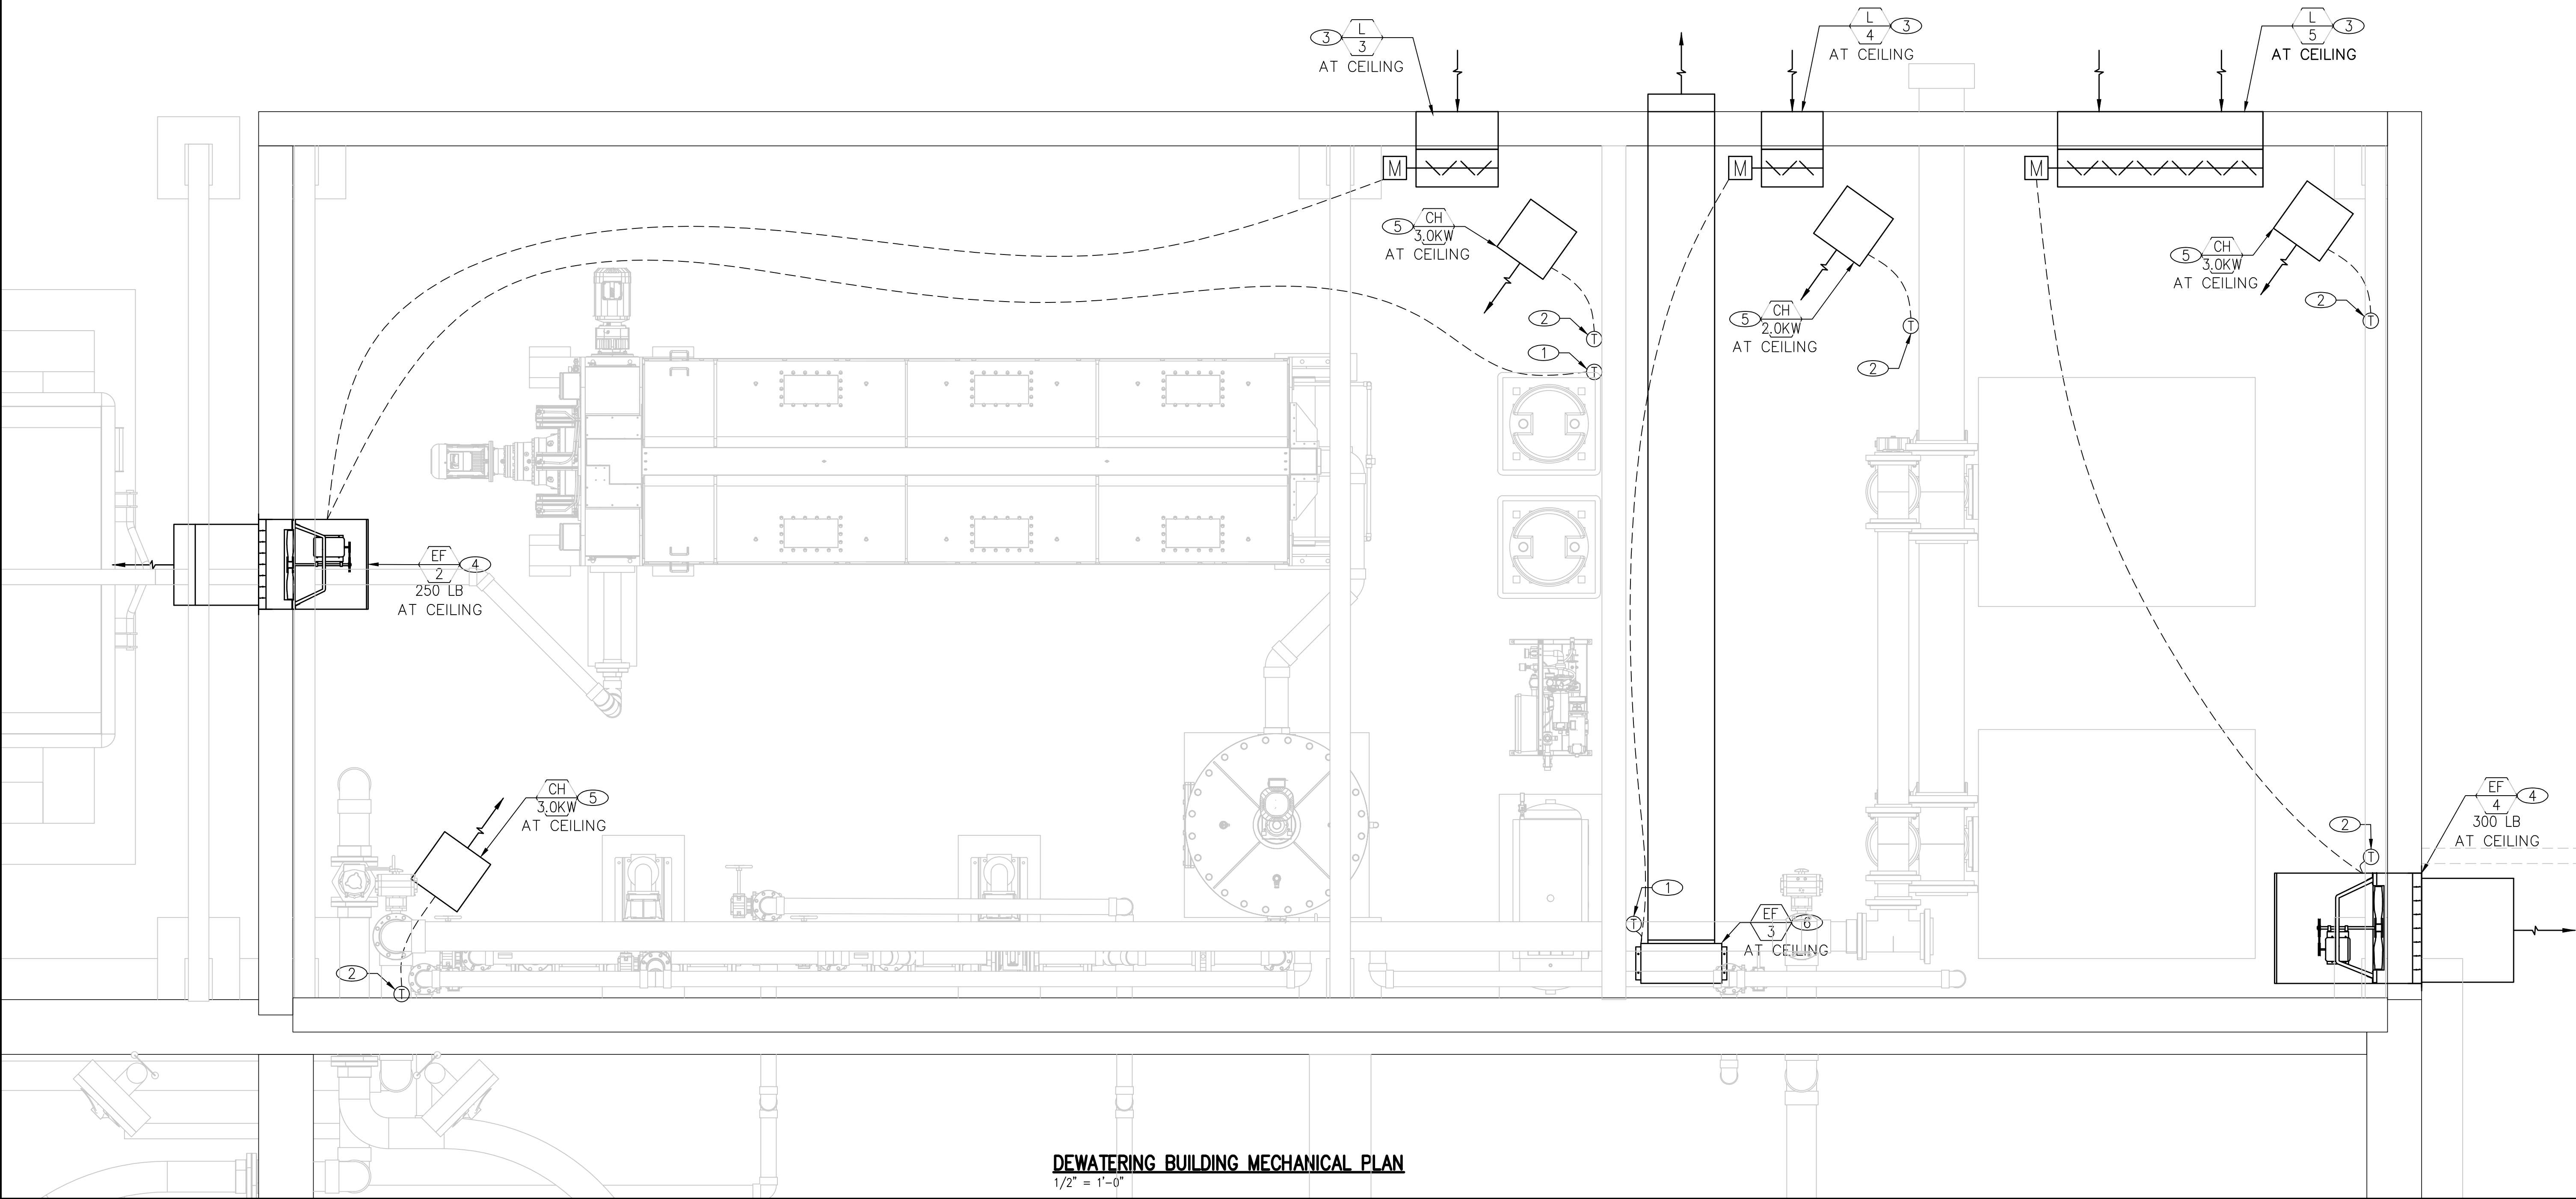 L
3
3
AT CEILING
L
4
3
AT CEILING
L
5
3
AT CEILING
M
M
M
5
CH
3.0KW
AT CEILING
5
CH
2.0KW
AT CEILING
5
CH
3.0KW
AT CEILING
2
T
1
T
T
2
2
T
EF
2
4
250 LB
AT CEILING
CH
3.0KW
5
AT CEILING
2
T
1
T
EF
3
6
AT CEILING
2
T
EF
4
4
300 LB
AT CEILING
DEWATERING BUILDING MECHANICAL PLAN
1/2" = 1'-0"